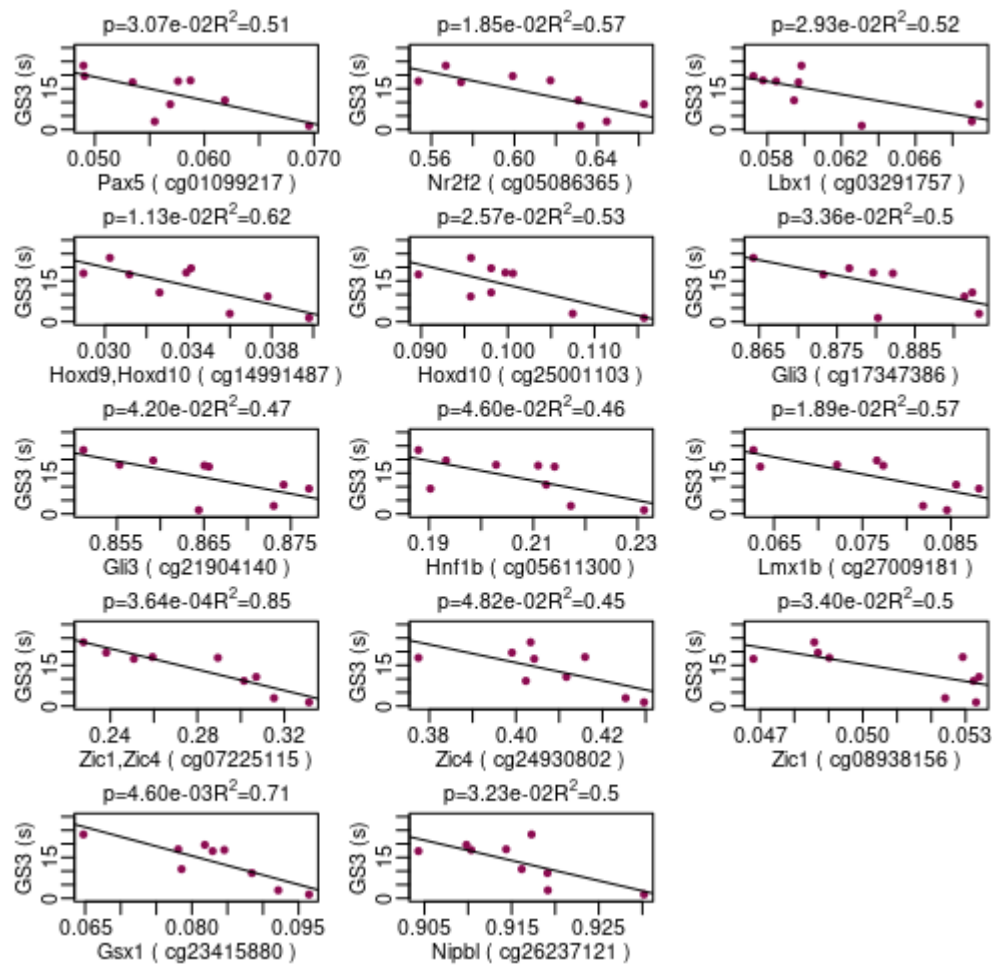 p=3.07e-02R²=0.51 p=1.85e-02R²=0.57 p=2.93e-02R²=0.52
GS3 (s) 0 15 GS3 (s) 0 15 GS3 (s) 0 15
0.050 0.060 0.070 0.56 0.60 0.64 0.058 0.062 0.066
Pax5 ( cg01099217 ) Nr2f2 ( cg05086365 ) Lbx1 ( cg03291757 )
p=1.13e-02R²=0.62 p=2.57e-02R²=0.53 p=3.36e-02R²=0.5
GS3 (s) 0 15 GS3 (s) 0 15 GS3 (s) 0 15
0.030 0.034 0.038 0.090 0.100 0.110 0.865 0.875 0.885
Hoxd9,Hoxd10 ( cg14991487 ) Hoxd10 ( cg25001103 ) Gli3 ( cg17347386 )
p=4.20e-02R²=0.47 p=4.60e-02R²=0.46 p=1.89e-02R²=0.57
GS3 (s) 0 15 GS3 (s) 0 15 GS3 (s) 0 15
0.855 0.865 0.875 0.19 0.21 0.23 0.065 0.075 0.085
Gli3 ( cg21904140 ) Hnf1b ( cg05611300 ) Lmx1b ( cg27009181 )
p=3.64e-04R²=0.85 p=4.82e-02R²=0.45 p=3.40e-02R²=0.5
GS3 (s) 0 15 GS3 (s) 0 15 GS3 (s) 0 15
0.24 0.28 0.32 0.38 0.40 0.42 0.047 0.050 0.053
Zic1,Zic4 ( cg07225115 ) Zic4 ( cg24930802 ) Zic1 ( cg08938156 )
p=4.60e-03R²=0.71 p=3.23e-02R²=0.5
GS3 (s) 0 15 GS3 (s) 0 15
0.065 0.080 0.095 0.905 0.915 0.925
Gsx1 ( cg23415880 ) Nipbl ( cg26237121 )